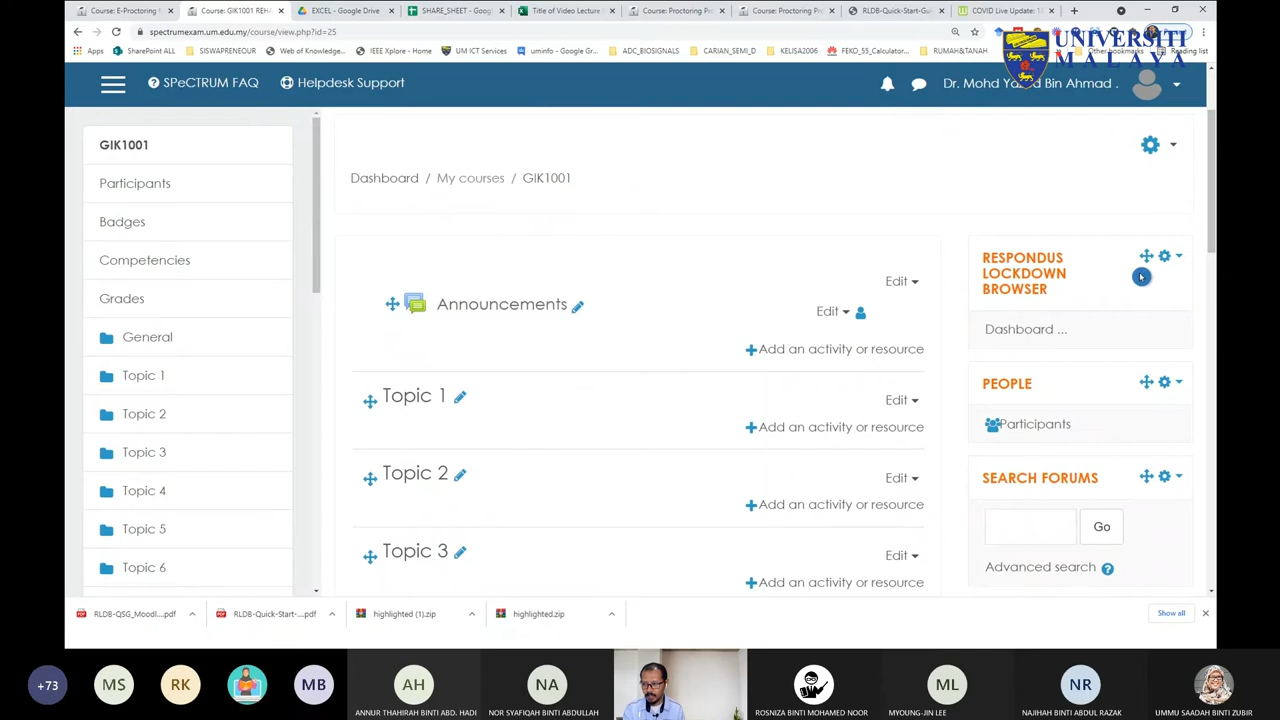 Course: E-Proctoring
Course: GIK1001 REHA
EXCEL - Google Drive
SHARE_SHEET - Goog
Title of Video Lecture
Course: Proctoring Pr
Course: Proctoring Pro
RLDB-Quick-Start-Gu
COVID Live Update: 1
spectrumexam.um.edu.my/course/view.php?id=25
Apps
SharePoint ALL
SISWAPRENEUR
Web of Knowledge...
IEEE Xplore - Home
UM ICT Services
uminfo - Google Gr...
ADC_BIOSIGNALS
CARIAN_SEMI_D
KELISA2006
FEKO_55_Calculator...
RUMAH&TANAH
Other bookmarks
Reading list
UNIVERSITI
MALAYA
SPeCTRUM FAQ
Helpdesk Support
Dr. Mohd Bin Ahmad .
GIK1001
Participants
Badges
Competencies
Grades
General
Topic 1
Topic 2
Topic 3
Topic 4
Topic 5
Topic 6
Dashboard / My courses / GIK1001
Edit
Announcements
Edit
Add an activity or resource
Topic 1
Edit
Add an activity or resource
Topic 2
Edit
Add an activity or resource
Topic 3
Edit
Add an activity or resource
RESPONDUS
LOCKDOWN
BROWSER
Dashboard ...
PEOPLE
Participants
SEARCH FORUMS
Go
Advanced search
RLDB-QSG_Moodl....pdf
RLDB-Quick-Start-....pdf
highlighted (1).zip
highlighted.zip
Show all
+73
MS
RK
MB
AH
ANNUR THAHIRAH BINTI ABD. HADI
NA
NOR SYAFIQAH BINTI ABDULLAH
ROSNIZA BINTI MOHAMED NOOR
ML
MYOUNG-JIN LEE
NR
NAJIHAH BINTI ABDUL RAZAK
UMMU SAADAH BINTI ZUBIR